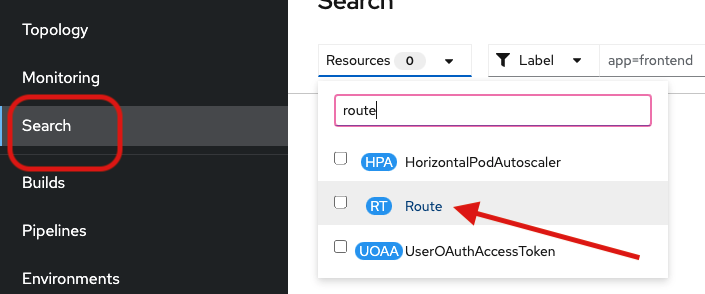 Search
Topology
Monitoring
Search
Builds
Pipelines
Environments
Resources 0
Label
app=frontend
route
HPA HorizontalPodAutoscaler
RT Route
UOAA UserOAuthAccessToken